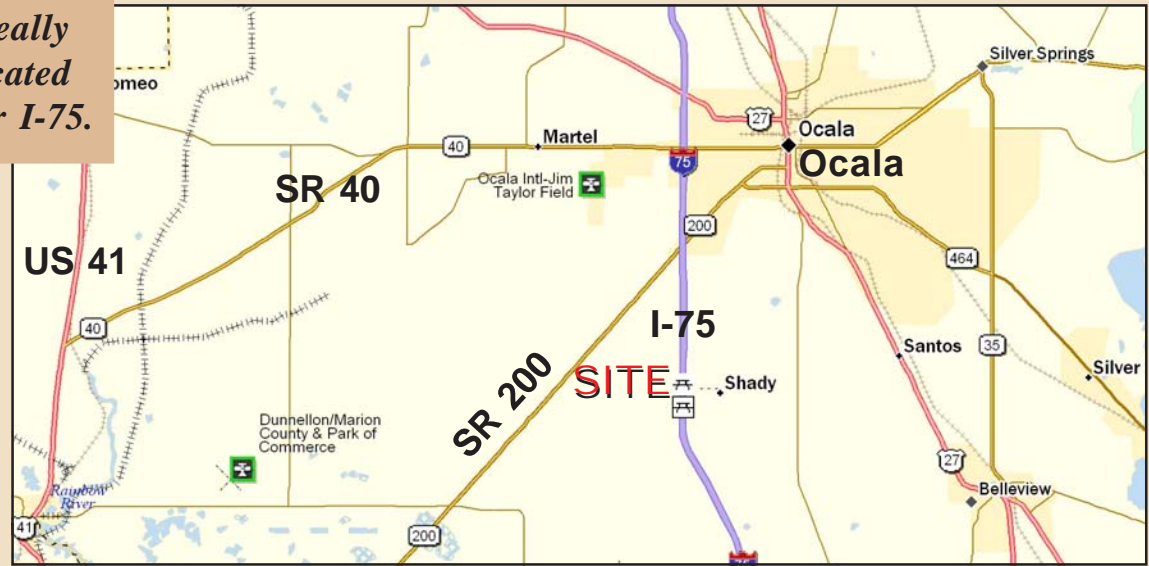 eally
cated
r I-75.
omeo
Silver Springs
27
Ocala
Ocala
40
Martel
75
Ocala Intl-Jim
Taylor Field
SR 40
200
US 41
464
I-75
40
Santos
35
SITE
Shady
Silver
SR 200
Dunnellon/Marion
County & Park of
Commerce
27
Rainbow
River
Belleview
41
200
75